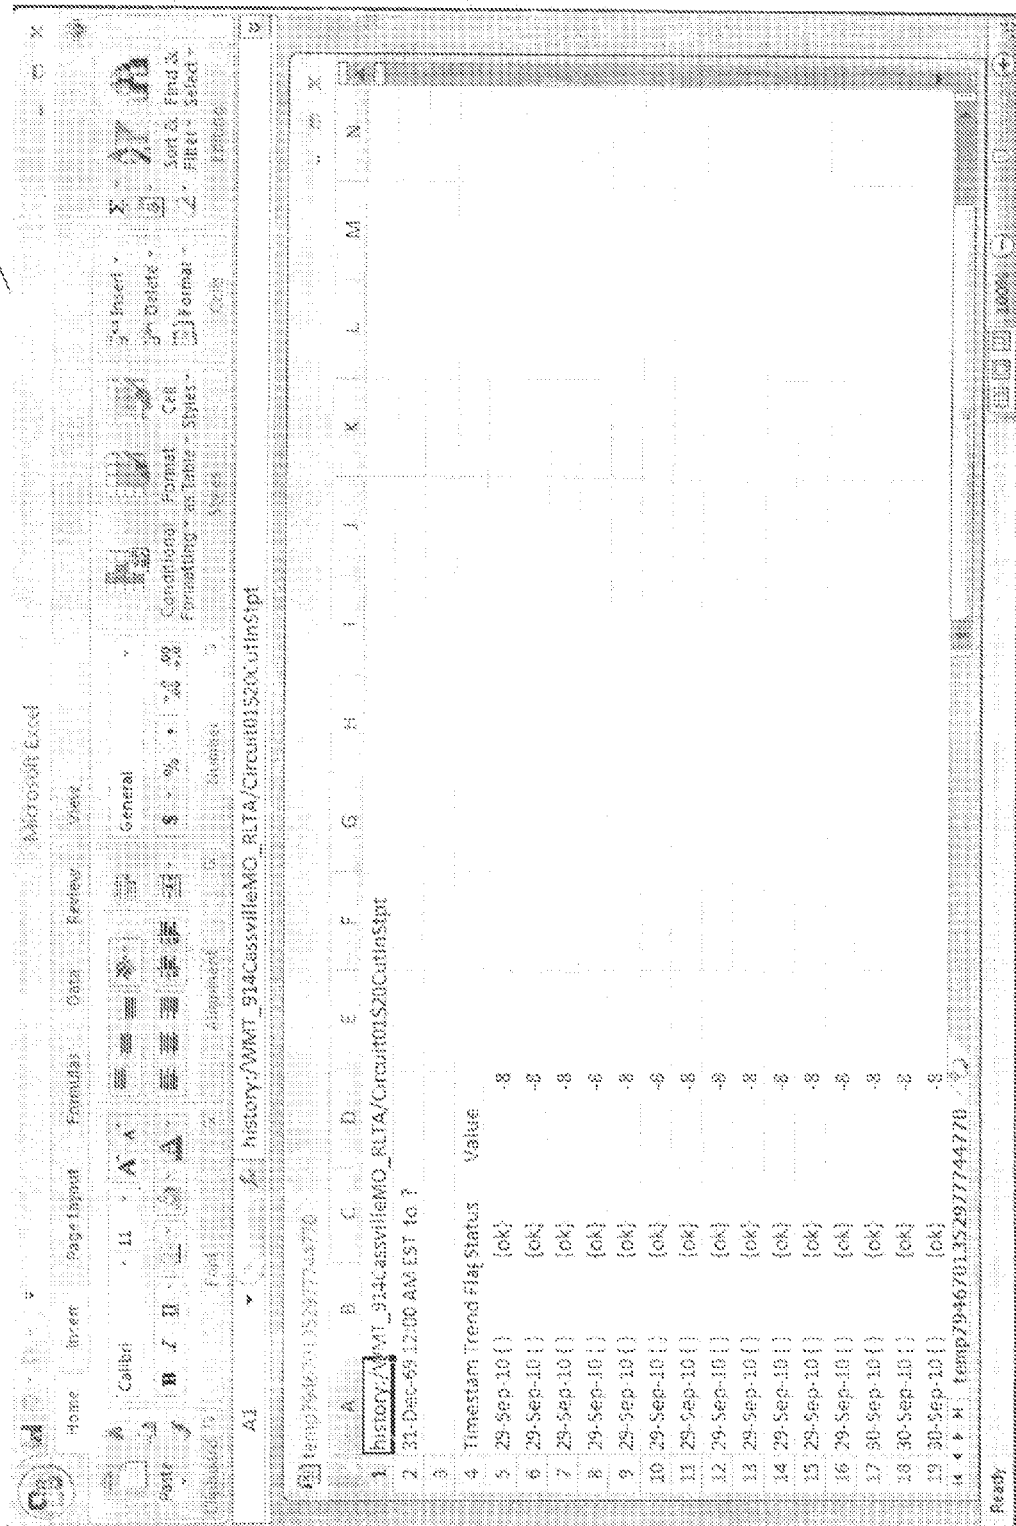 Microsoft Excel
Home Insert Page Layout Formulas Data Review View
Calibri 11 A A General Insert
Paste B I U A $ % Conditional Format Cell Delete Sort & Find &
Formatting as Table Styles Format Filter Select
Clipboard Font Alignment Number Styles Cells Editing
A1 fx history:/WMT_914CassvilleMO_RLTA/Circuit01S20CutInStpt
A B C D E F G H I J K L M N
1 history:/WMT_914CassvilleMO_RLTA/Circuit01S20CutInStpt
2 31-Dec-69 12:00 AM EST to ?
3
4 Timestam Trend Flag Status Value
5 29-Sep-10 { } {ok} -8
6 29-Sep-10 { } {ok} -8
7 29-Sep-10 { } {ok} -8
8 29-Sep-10 { } {ok} -8
9 29-Sep-10 { } {ok} -8
10 29-Sep-10 { } {ok} -8
11 29-Sep-10 { } {ok} -8
12 29-Sep-10 { } {ok} -8
13 29-Sep-10 { } {ok} -8
14 29-Sep-10 { } {ok} -8
15 29-Sep-10 { } {ok} -8
16 29-Sep-10 { } {ok} -8
17 30-Sep-10 { } {ok} -8
18 30-Sep-10 { } {ok} -8
19 30-Sep-10 { } {ok} -8
temp7946701352977744770
Ready 100%